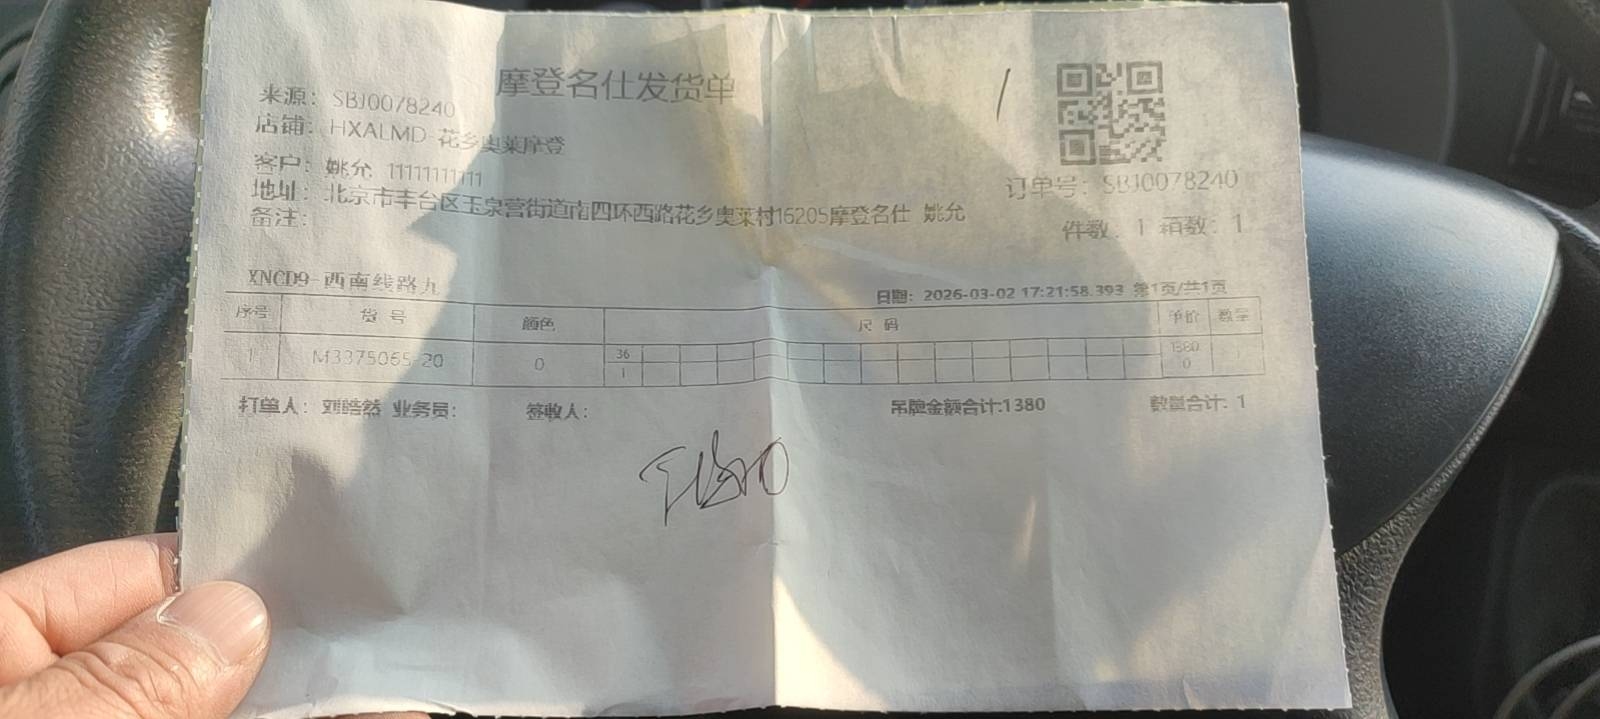 摩登名仕发货单
来源: SBJ0078240
店铺: HXALMD-花乡奥莱摩登
客户: 姚允 11111111111
订单号: SBJ0078240
地址: 北京市丰台区玉泉营街道南四环西路花乡奥莱村16205摩登名仕 姚允
备注:
件数: 1 箱数: 1
XNCD9-西南线路九
日期: 2026-03-02 17:21:58.393 第1页/共1页
序号 货号 颜色 尺码 单价 数量
1 M3375065-20 0 36 1380
1 0
打单人: 刘皓然 业务员: 签收人: 吊牌金额合计:1380 数量合计: 1